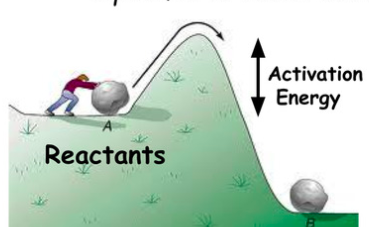 Activation
Energy
A
Reactants
B